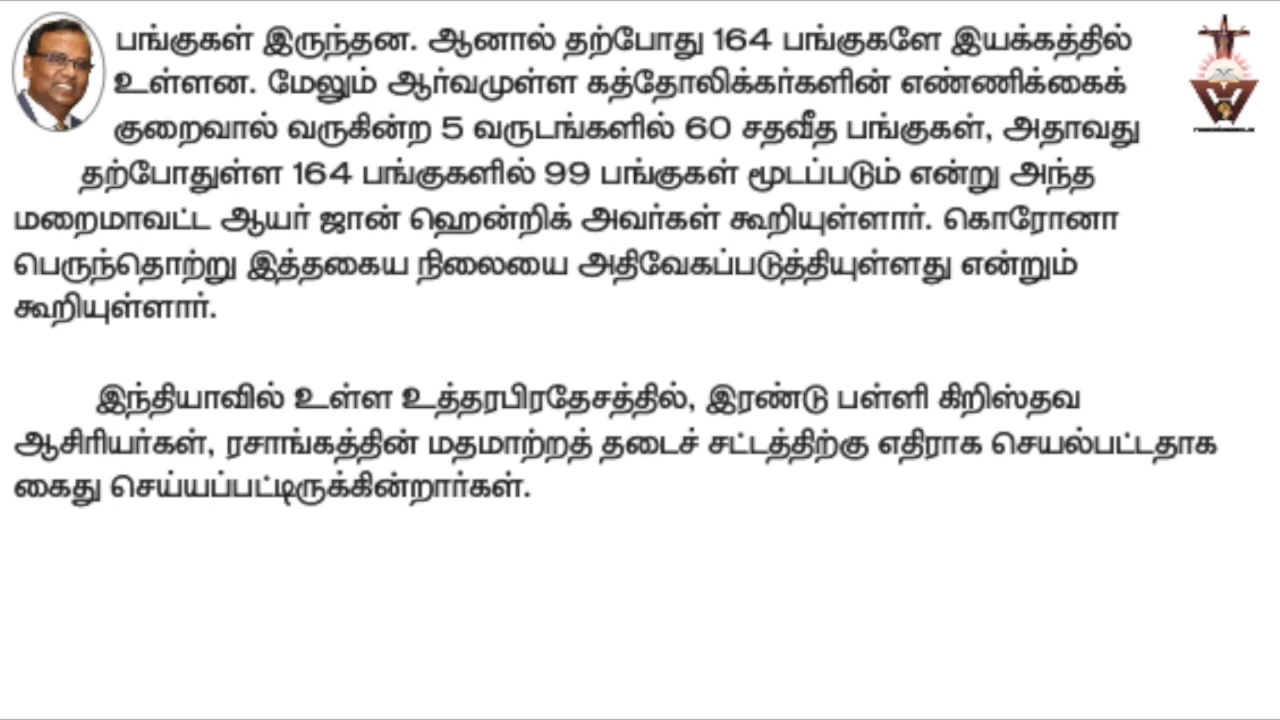 பங்குகள் இருந்தன. ஆனால் தற்போது 164 பங்குகளே இயக்கத்தில்
உள்ளன. மேலும் ஆர்வமுள்ள கத்தோலிக்கர்களின் எண்ணிக்கைக்
குறைவால் வருகின்ற 5 வருடங்களில் 60 சதவீத பங்குகள், அதாவது
தற்போதுள்ள 164 பங்குகளில் 99 பங்குகள் மூடப்படும் என்று அந்த
மறைமாவட்ட ஆயர் ஜான் ஹென்றிக் அவர்கள் கூறியுள்ளார். கொரோனா
பெருந்தொற்று இத்தகைய நிலையை அதிவேகப்படுத்தியுள்ளது என்றும்
கூறியுள்ளார்.
இந்தியாவில் உள்ள உத்தரபிரதேசத்தில், இரண்டு பள்ளி கிறிஸ்தவ
ஆசிரியர்கள், ரசாங்கத்தின் மதமாற்றத் தடைச் சட்டத்திற்கு எதிராக செயல்பட்டதாக
கைது செய்யப்பட்டிருக்கின்றார்கள்.